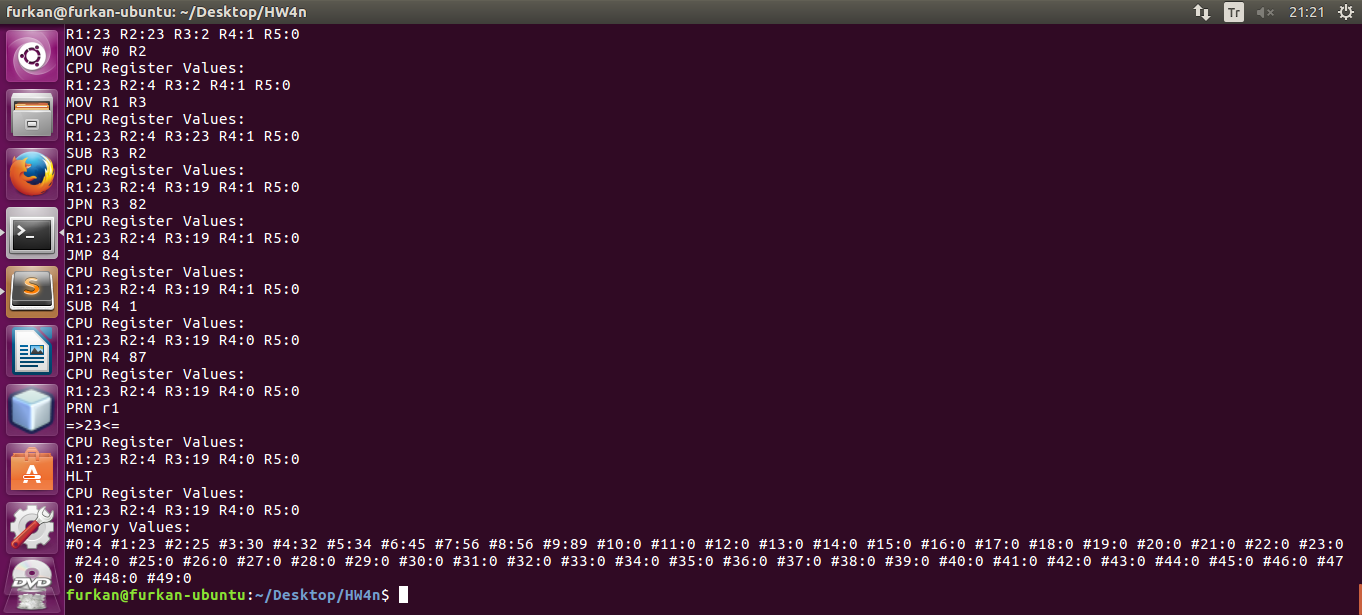 furkan@furkan-ubuntu: ~/Desktop/HW4n Tr 21:21
R1:23 R2:23 R3:2 R4:1 R5:0
MOV #0 R2
CPU Register Values:
R1:23 R2:4 R3:2 R4:1 R5:0
MOV R1 R3
CPU Register Values:
R1:23 R2:4 R3:23 R4:1 R5:0
SUB R3 R2
CPU Register Values:
R1:23 R2:4 R3:19 R4:1 R5:0
JPN R3 82
CPU Register Values:
R1:23 R2:4 R3:19 R4:1 R5:0
JMP 84
CPU Register Values:
R1:23 R2:4 R3:19 R4:1 R5:0
SUB R4 1
CPU Register Values:
R1:23 R2:4 R3:19 R4:0 R5:0
JPN R4 87
CPU Register Values:
R1:23 R2:4 R3:19 R4:0 R5:0
PRN r1
=>23<=
CPU Register Values:
R1:23 R2:4 R3:19 R4:0 R5:0
HLT
CPU Register Values:
R1:23 R2:4 R3:19 R4:0 R5:0
Memory Values:
#0:4 #1:23 #2:25 #3:30 #4:32 #5:34 #6:45 #7:56 #8:56 #9:89 #10:0 #11:0 #12:0 #13:0 #14:0 #15:0 #16:0 #17:0 #18:0 #19:0 #20:0 #21:0 #22:0 #23:0
#24:0 #25:0 #26:0 #27:0 #28:0 #29:0 #30:0 #31:0 #32:0 #33:0 #34:0 #35:0 #36:0 #37:0 #38:0 #39:0 #40:0 #41:0 #42:0 #43:0 #44:0 #45:0 #46:0 #47
:0 #48:0 #49:0
furkan@furkan-ubuntu:~/Desktop/HW4n$
DVD